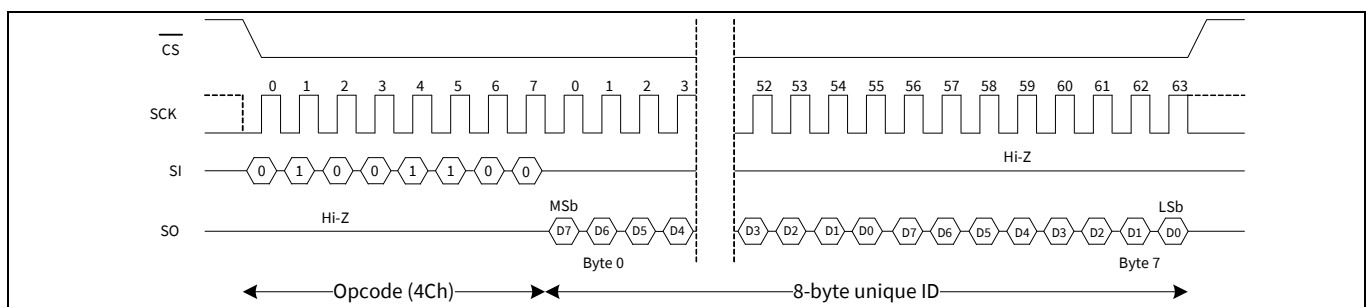 CS
0 1 2 3 4 5 6 7 0 1 2 3 52 53 54 55 56 57 58 59 60 61 62 63
SCK
Hi-Z
SI 0 1 0 0 1 1 0 0
MSb LSb
Hi-Z
SO D7 D6 D5 D4 D3 D2 D1 D0 D7 D6 D5 D4 D3 D2 D1 D0
Byte 0 Byte 7
Opcode (4Ch) 8-byte unique ID